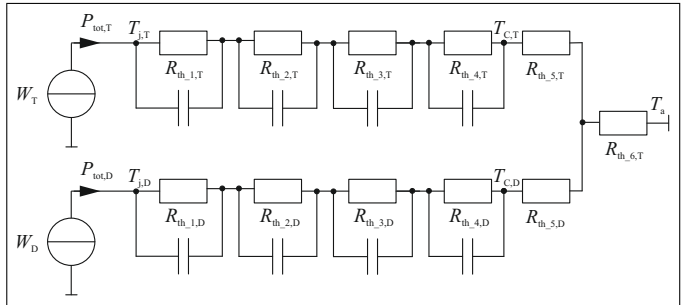 P_tot,T T_j,T T_C,T
R_th_1,T R_th_2,T R_th_3,T R_th_4,T R_th_5,T
W_T
T_a
R_th_6,T
P_tot,D T_j,D T_C,D
R_th_1,D R_th_2,D R_th_3,D R_th_4,D R_th_5,D
W_D